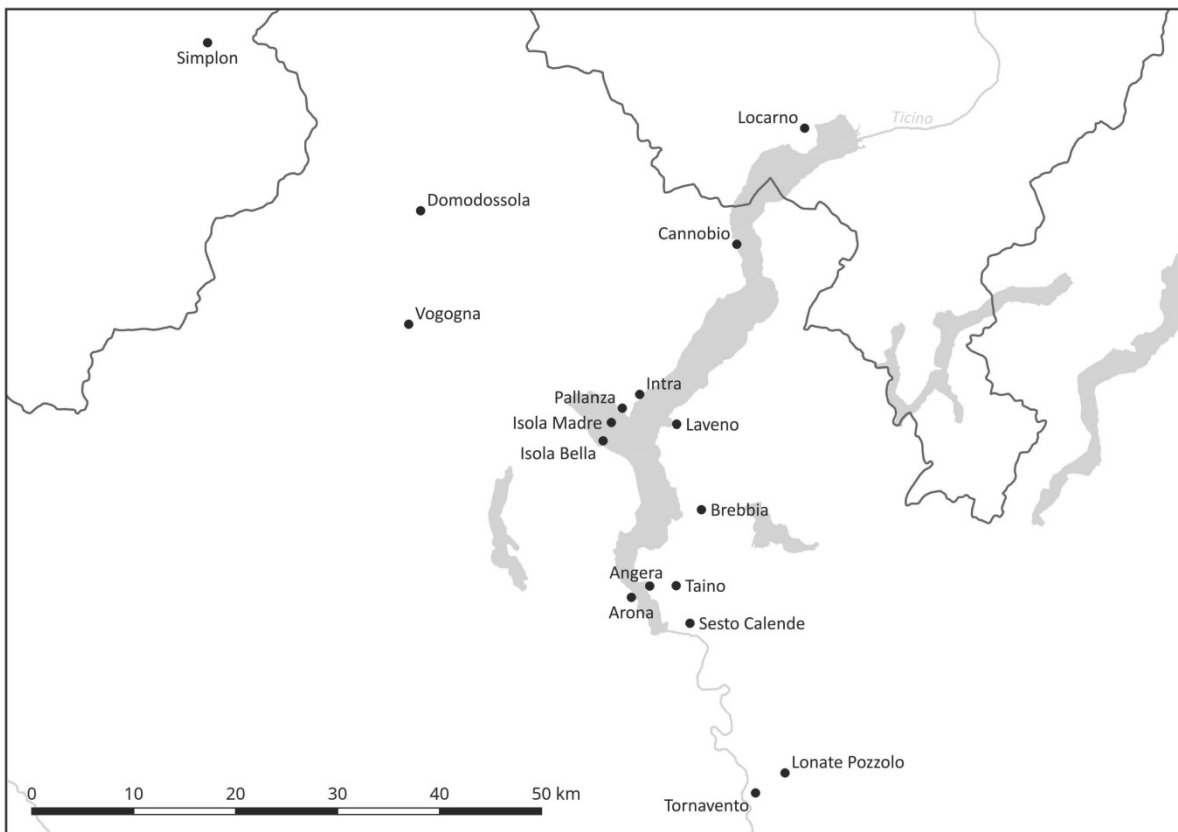 Simplon
Locarno
Ticino
Domodossola
Cannobio
Vogogna
Intra
Pallanza
Isola Madre
Laveno
Isola Bella
Brebbia
Angera
Taino
Arona
Sesto Calende
Lonate Pozzolo
Tornavento
0 10 20 30 40 50 km